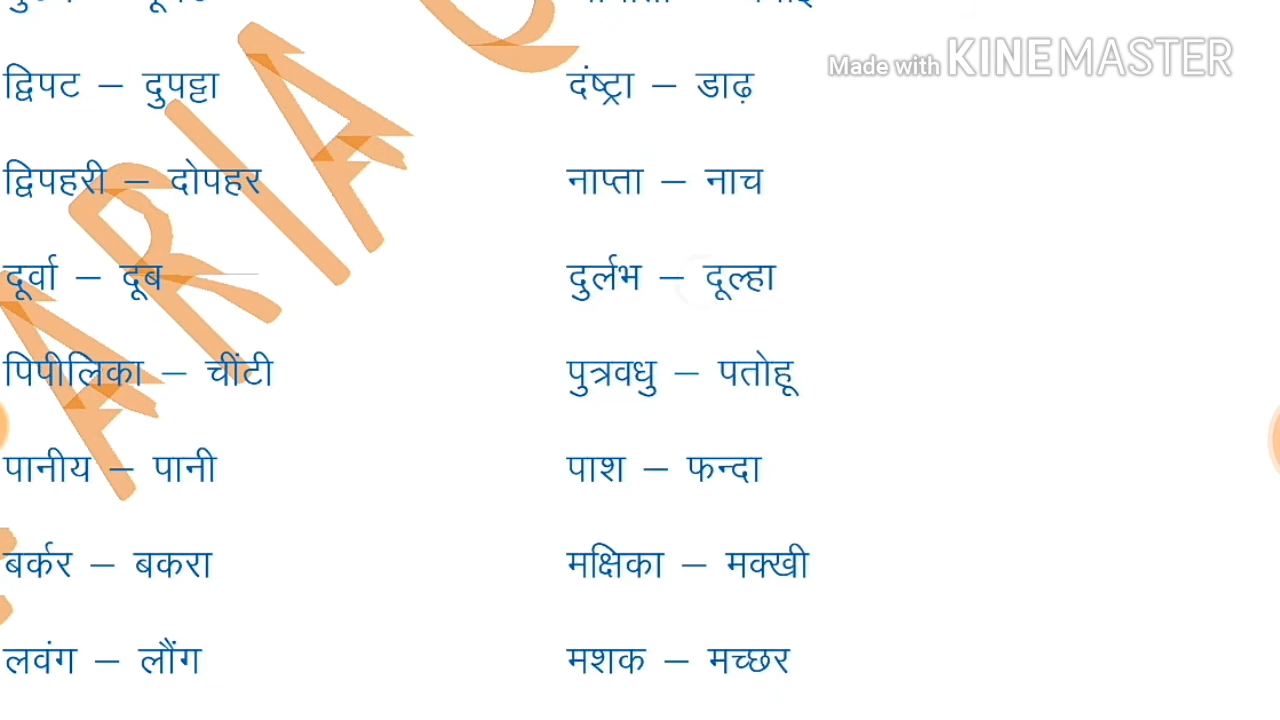 Made with KINEMASTER
द्विपट – दुपट्टा
दंष्ट्रा – डाढ़
द्विपहरी – दोपहर
नाप्ता – नाच
दूर्वा – दूब
दुर्लभ – दूल्हा
पिपीलिका – चींटी
पुत्रवधु – पतोहू
पानीय – पानी
पाश – फन्दा
बर्कर – बकरा
मक्षिका – मक्खी
लवंग – लौंग
मशक – मच्छर